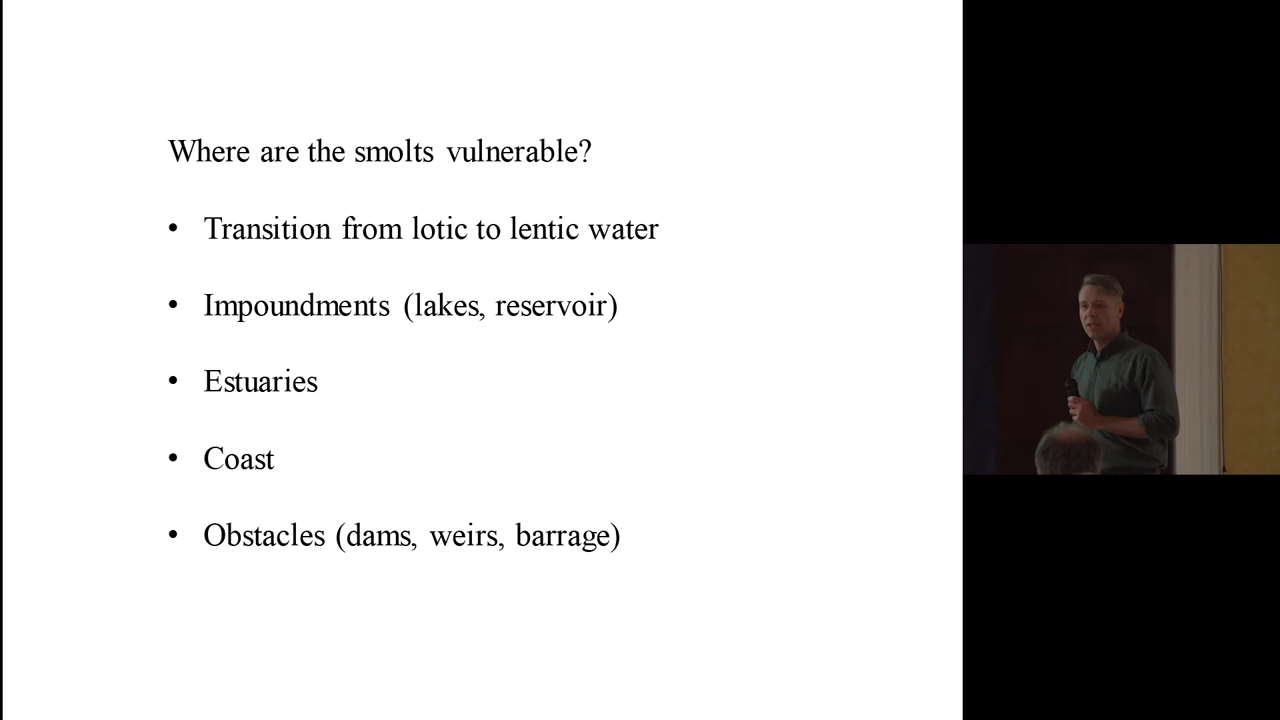 Where are the smolts vulnerable?
• Transition from lotic to lentic water
• Impoundments (lakes, reservoir)
• Estuaries
• Coast
• Obstacles (dams, weirs, barrage)